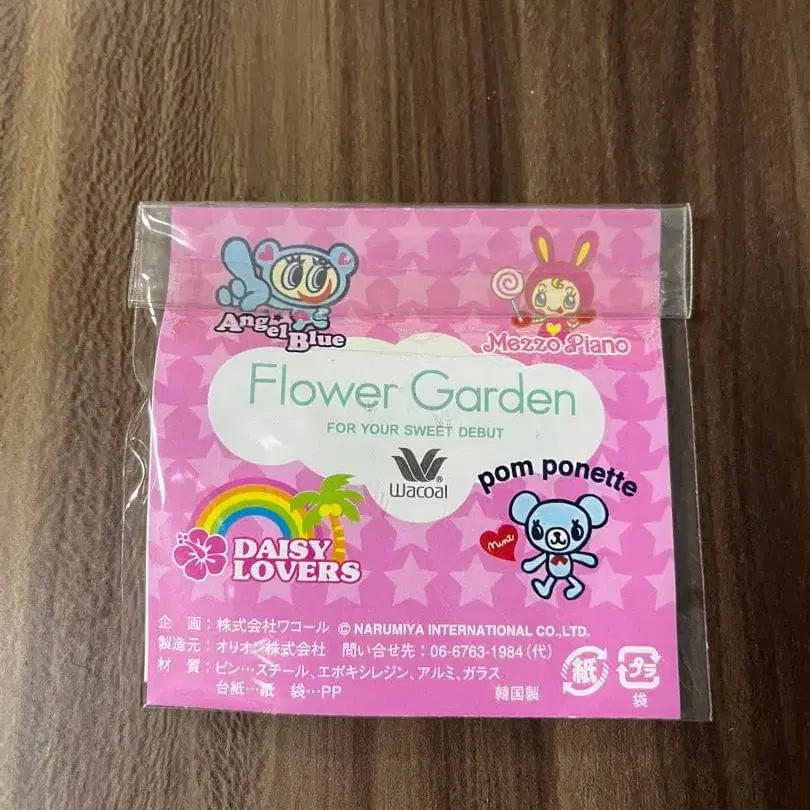 Angel Blue
Mezzo Piano
Flower Garden
FOR YOUR SWEET DEBUT
Wacoal®
pom ponette
mini
DAISY
LOVERS
企　画：株式会社ワコール　© NARUMIYA INTERNATIONAL CO.,LTD.
製造元：オリオン株式会社　問い合せ先：06-6763-1984（代）
材　質：ピン…スチール、エポキシレジン、アルミ、ガラス
台紙…紙　袋…PP　韓国製
紙
プラ
袋